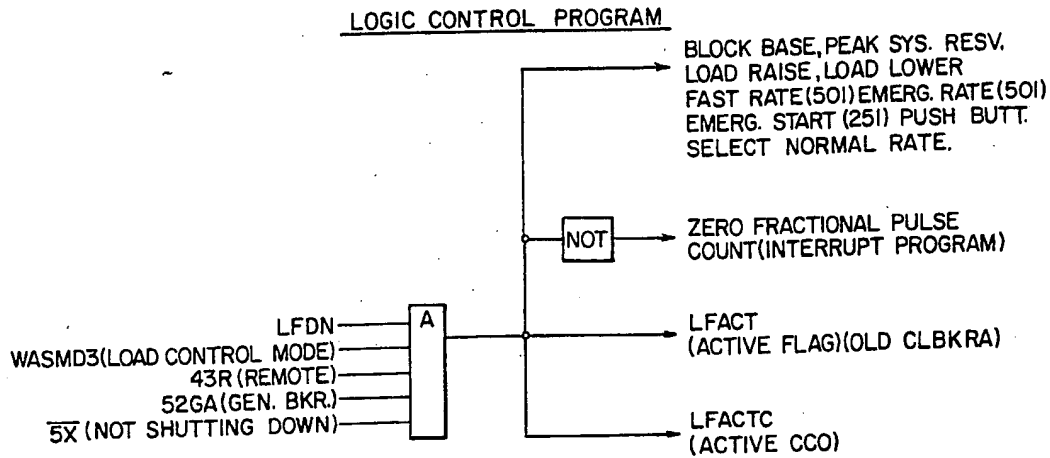 LOGIC CONTROL PROGRAM
BLOCK BASE, PEAK SYS. RESV.
LOAD RAISE, LOAD LOWER
FAST RATE(501) EMERG. RATE (501)
EMERG. START (251) PUSH BUTT.
SELECT NORMAL RATE.
NOT
ZERO FRACTIONAL PULSE
COUNT(INTERRUPT PROGRAM)
A
LFDN
WASMD3(LOAD CONTROL MODE)
43R (REMOTE)
52GA(GEN. BKR.)
5X̅ (NOT SHUTTING DOWN)
LFACT
(ACTIVE FLAG)(OLD CLBKRA)
LFACTC
(ACTIVE CCO)